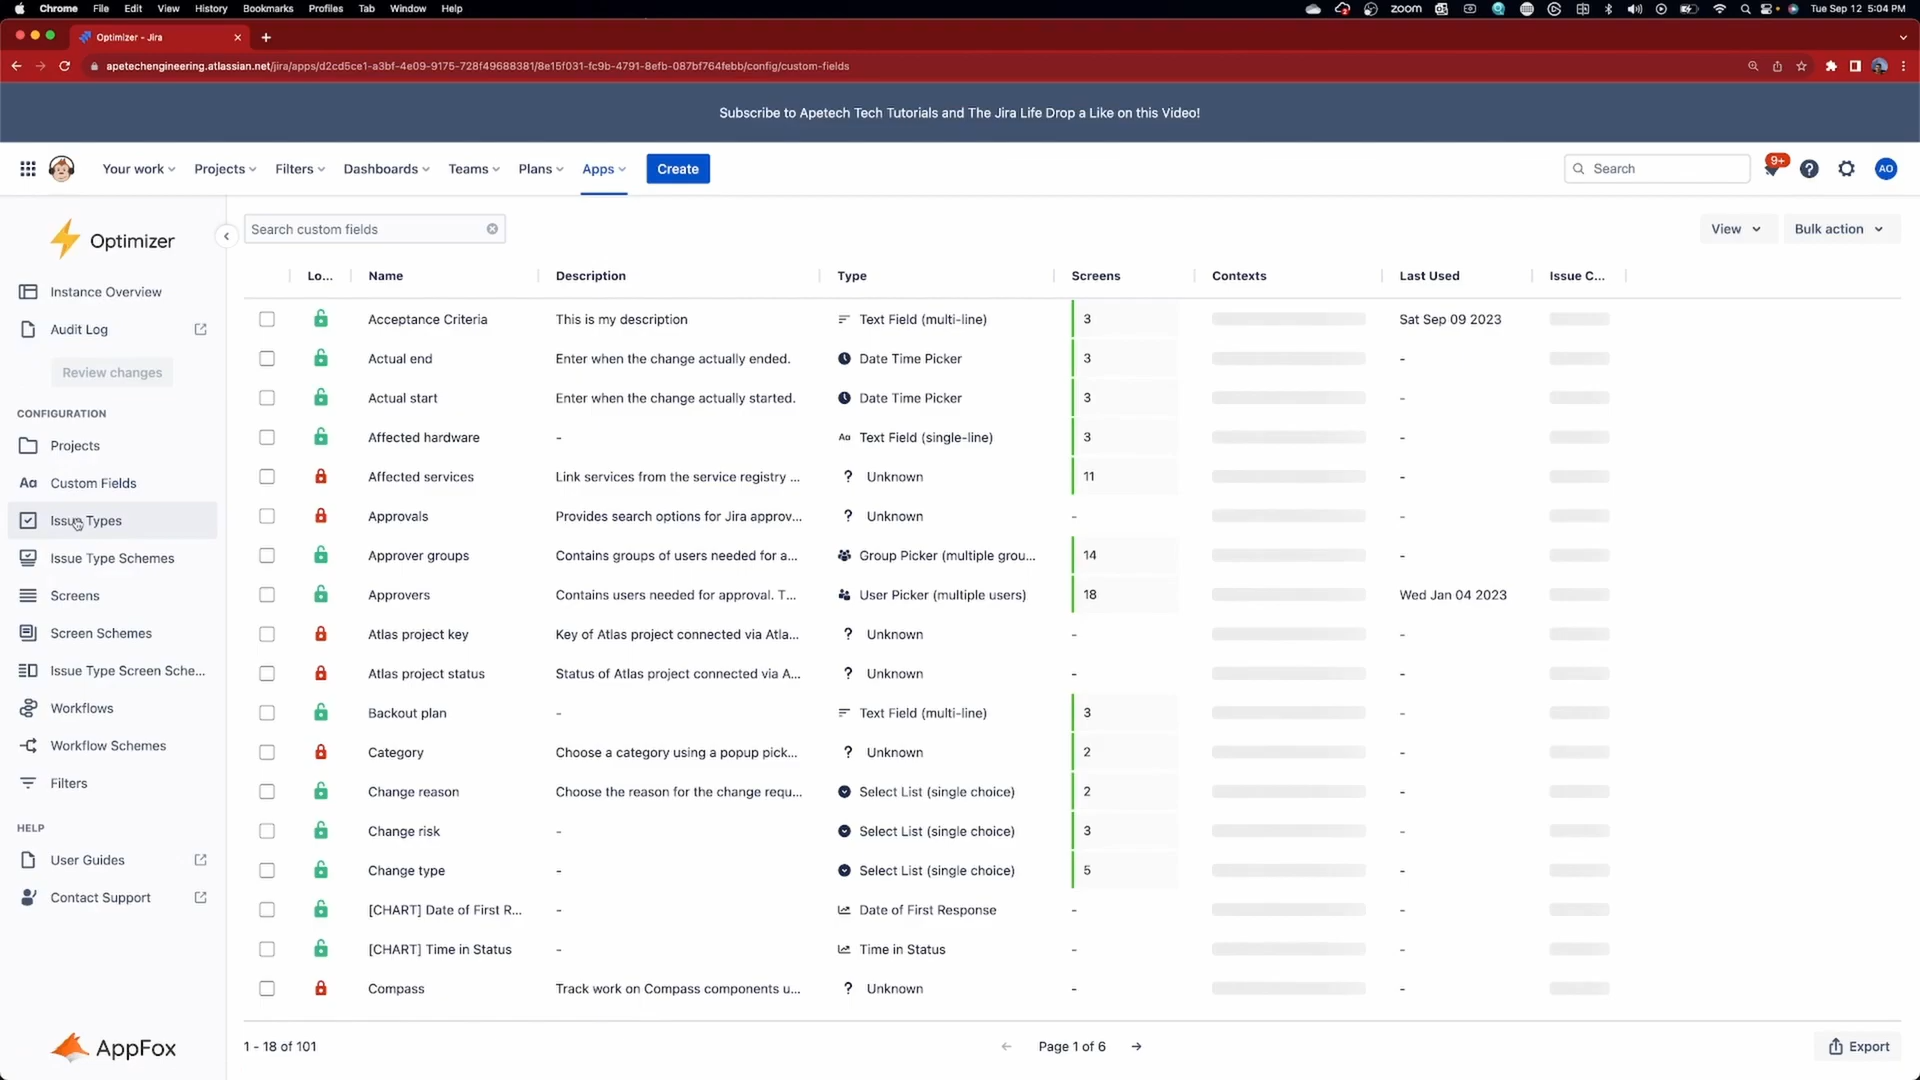 Chrome File Edit View History Bookmarks Profiles Tab Window Help zoom Tue Sep 12 5:04 PM
Optimizer - Jira
apetechengineering.atlassian.net/jira/apps/d2cd5ce1-a3bf-4e09-9175-728f49688381/8e15f031-fc9b-4791-8efb-087bf764febb/config/custom-fields
Subscribe to Apetech Tech Tutorials and The Jira Life Drop a Like on this Video!
Your work Projects Filters Dashboards Teams Plans Apps Create Search 9+ AO
Optimizer
Instance Overview
Audit Log
Review changes
CONFIGURATION
Projects
Custom Fields
Issue Types
Issue Type Schemes
Screens
Screen Schemes
Issue Type Screen Sche...
Workflows
Workflow Schemes
Filters
HELP
User Guides
Contact Support
AppFox
Search custom fields View Bulk action
Lo... Name Description Type Screens Contexts Last Used Issue C...
Acceptance Criteria This is my description Text Field (multi-line) 3 Sat Sep 09 2023
Actual end Enter when the change actually ended. Date Time Picker 3 -
Actual start Enter when the change actually started. Date Time Picker 3 -
Affected hardware - Aa Text Field (single-line) 3 -
Affected services Link services from the service registry ... ? Unknown 11 -
Approvals Provides search options for Jira approv... ? Unknown - -
Approver groups Contains groups of users needed for a... Group Picker (multiple grou... 14 -
Approvers Contains users needed for approval. T... User Picker (multiple users) 18 Wed Jan 04 2023
Atlas project key Key of Atlas project connected via Atla... ? Unknown - -
Atlas project status Status of Atlas project connected via A... ? Unknown - -
Backout plan - Text Field (multi-line) 3 -
Category Choose a category using a popup pick... ? Unknown 2 -
Change reason Choose the reason for the change requ... Select List (single choice) 2 -
Change risk - Select List (single choice) 3 -
Change type - Select List (single choice) 5 -
[CHART] Date of First R... - Date of First Response - -
[CHART] Time in Status - Time in Status - -
Compass Track work on Compass components u... ? Unknown - -
1 - 18 of 101 Page 1 of 6 Export